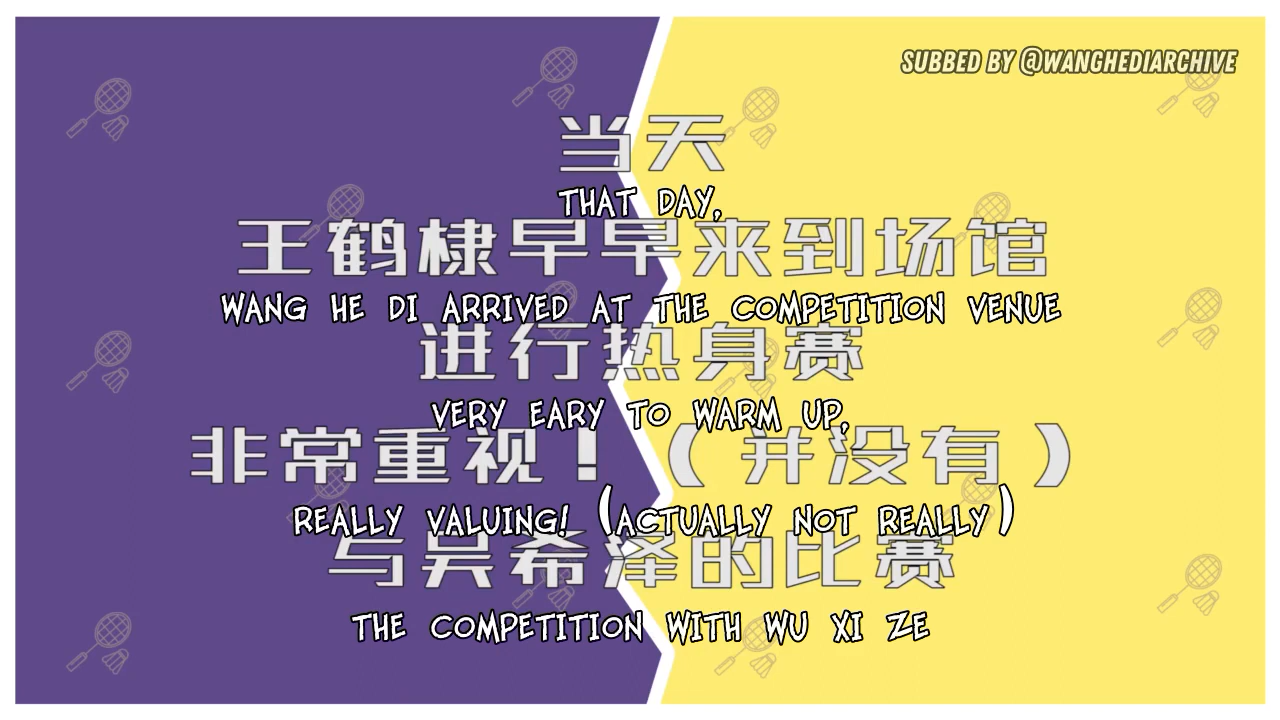 SUBBED BY @WANGHEDIARCHIVE
当天
THAT DAY,
王鹤棣早早来到场馆
WANG HE DI ARRIVED AT THE COMPETITION VENUE
进行热身赛
VERY EARY TO WARM UP,
非常重视！（并没有）
REALLY VALUING! (ACTUALLY NOT REALLY)
与吴希泽的比赛
THE COMPETITION WITH WU XI ZE